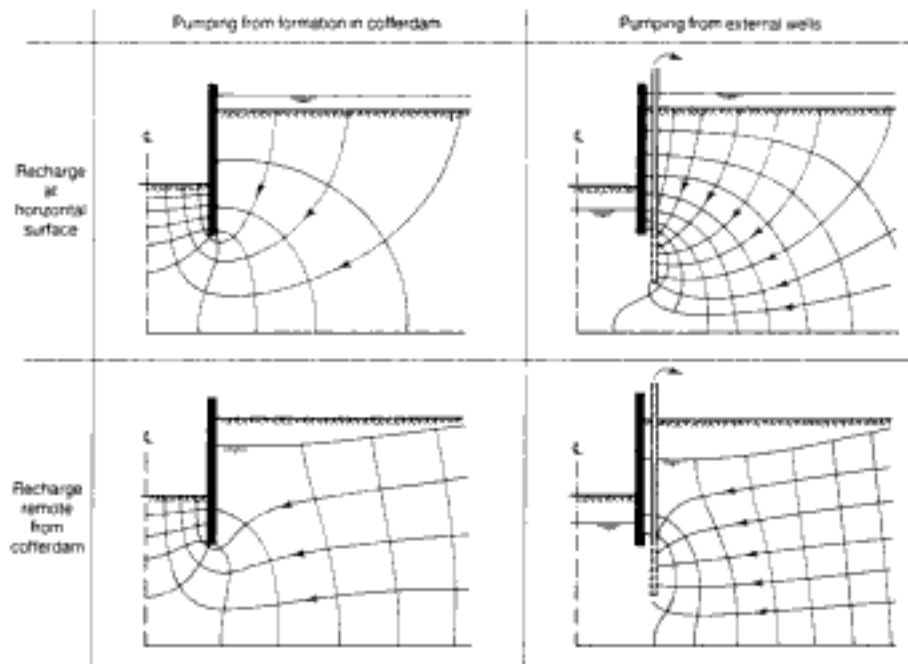 Pumping from formation in cofferdam
Pumping from external wells
Recharge
at
horizontal
surface
Recharge
remote
from
cofferdam